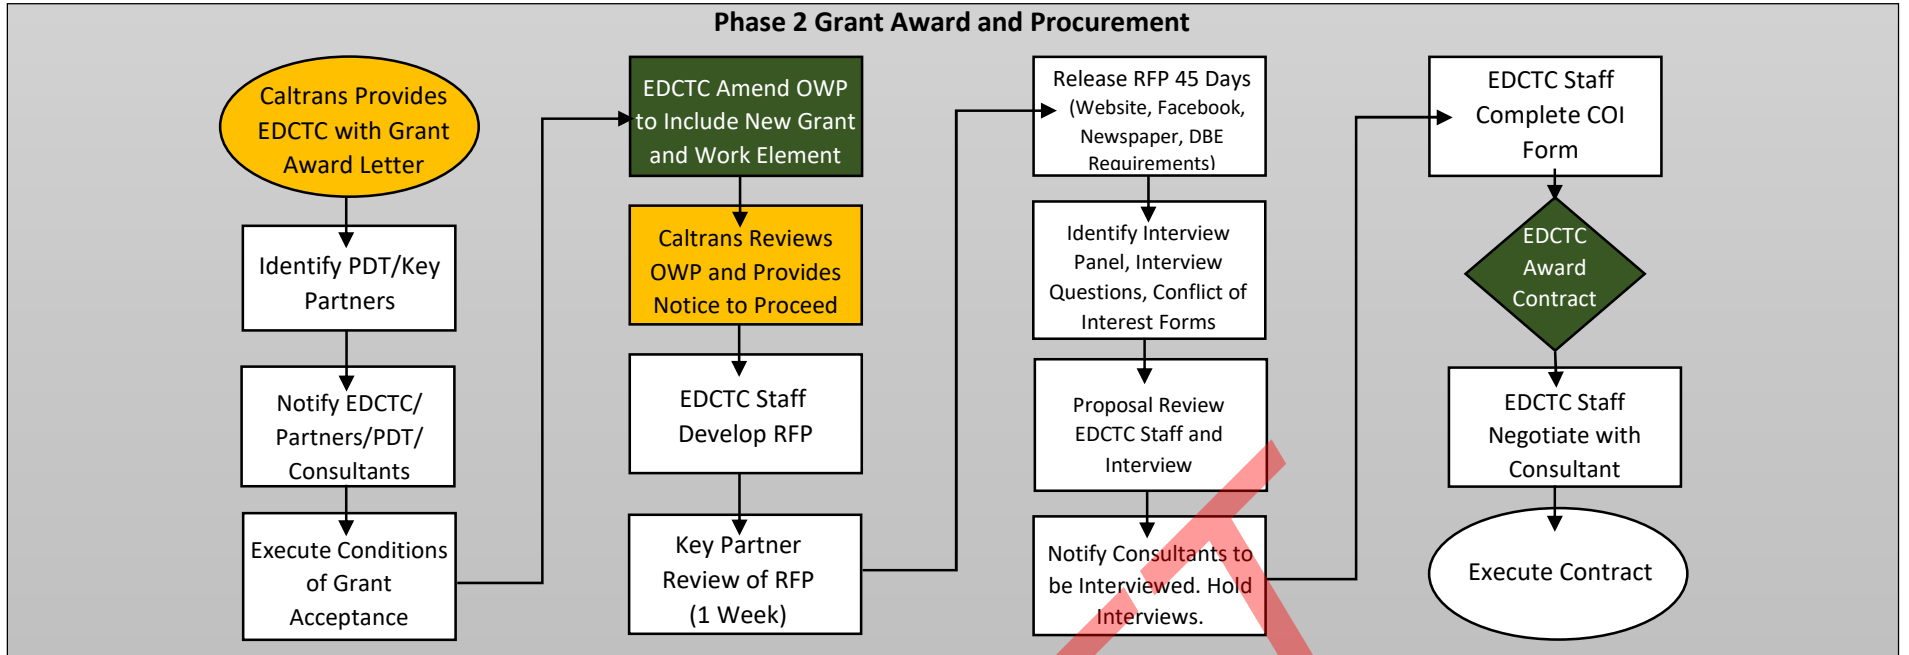 Phase 2 Grant Award and Procurement
Caltrans Provides
EDCTC with Grant
Award Letter
Identify PDT/Key
Partners
Notify EDCTC/
Partners/PDT/
Consultants
Execute Conditions
of Grant
Acceptance
EDCTC Amend OWP
to Include New Grant
and Work Element
Caltrans Reviews
OWP and Provides
Notice to Proceed
EDCTC Staff
Develop RFP
Key Partner
Review of RFP
(1 Week)
Release RFP 45 Days
(Website, Facebook,
Newspaper, DBE
Requirements)
Identify Interview
Panel, Interview
Questions, Conflict of
Interest Forms
Proposal Review
EDCTC Staff and
Interview
Notify Consultants to
be Interviewed. Hold
Interviews.
EDCTC Staff
Complete COI
Form
EDCTC
Award
Contract
EDCTC Staff
Negotiate with
Consultant
Execute Contract